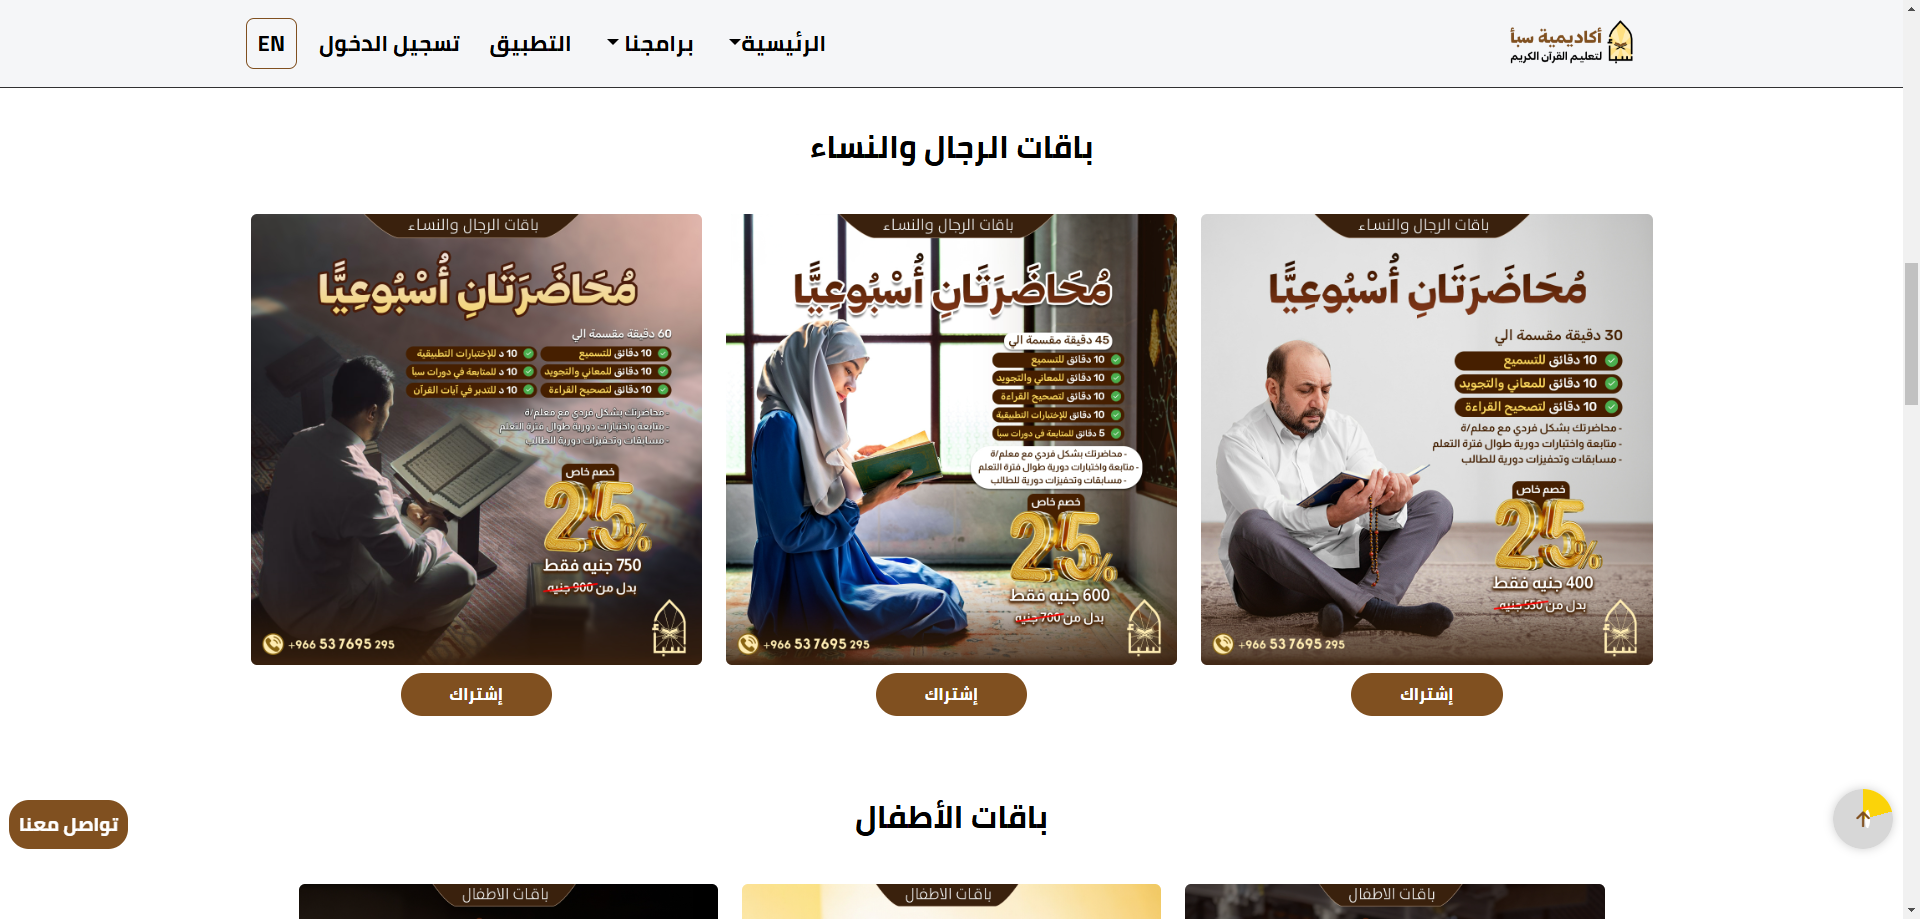 أكاديمية سبأ
لتعليم القرآن الكريم
الرئيسية
برامجنا
التطبيق
تسجيل الدخول
EN
باقات الرجال والنساء
باقات الرجال والنساء
مُحَاضَرَتَانِ أُسْبُوعِيًّا
30 دقيقة مقسمة الي
10 دقائق للتسميع
10 دقائق للمعاني والتجويد
10 دقائق لتصحيح القراءة
- محاضرتك بشكل فردي مع معلم/ة
- متابعة واختبارات دورية طوال فترة التعلم
- مسابقات وتحفيزات دورية للطالب
خصم خاص
25%
400 جنيه فقط
بدل من 550 جنيه
+966 53 7695 295
سبأ
إشتراك
باقات الرجال والنساء
مُحَاضَرَتَانِ أُسْبُوعِيًّا
45 دقيقة مقسمة الي
10 دقائق للتسميع
10 دقائق للمعاني والتجويد
10 دقائق لتصحيح القراءة
10 دقائق للإختبارات التطبيقية
5 دقائق للمتابعة في دورات سبأ
- محاضرتك بشكل فردي مع معلم/ة
- متابعة واختبارات دورية طوال فترة التعلم
- مسابقات وتحفيزات دورية للطالب
خصم خاص
25%
600 جنيه فقط
بدل من 700 جنيه
+966 53 7695 295
سبأ
إشتراك
باقات الرجال والنساء
مُحَاضَرَتَانِ أُسْبُوعِيًّا
60 دقيقة مقسمة الي
10 دقائق للتسميع 10 د للإختبارات التطبيقية
10 دقائق للمعاني والتجويد 10 د للمتابعة في دورات سبأ
10 دقائق لتصحيح القراءة 10 د للتدبر في آيات القرآن
- محاضرتك بشكل فردي مع معلم/ة
- متابعة واختبارات دورية طوال فترة التعلم
- مسابقات وتحفيزات دورية للطالب
خصم خاص
25%
750 جنيه فقط
بدل من 900 جنيه
+966 53 7695 295
سبأ
إشتراك
باقات الأطفال
تواصل معنا
باقات الاطفال
باقات الاطفال
باقات الاطفال